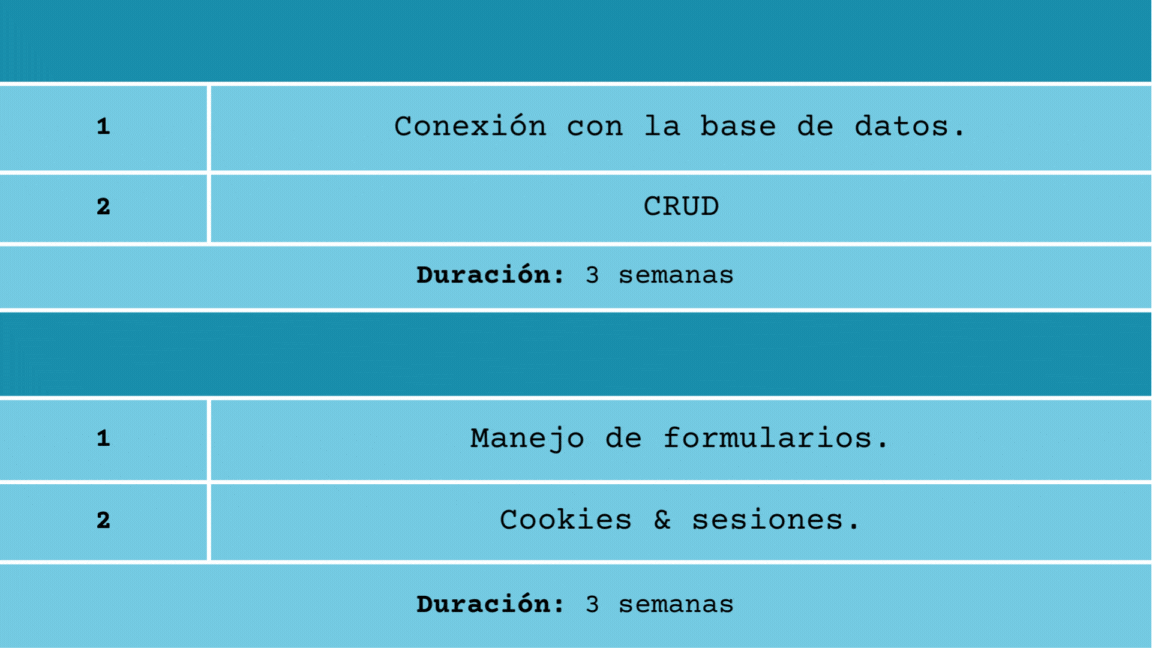 1 Conexión con la base de datos.
2 CRUD
Duración: 3 semanas
1 Manejo de formularios.
2 Cookies & sesiones.
Duración: 3 semanas